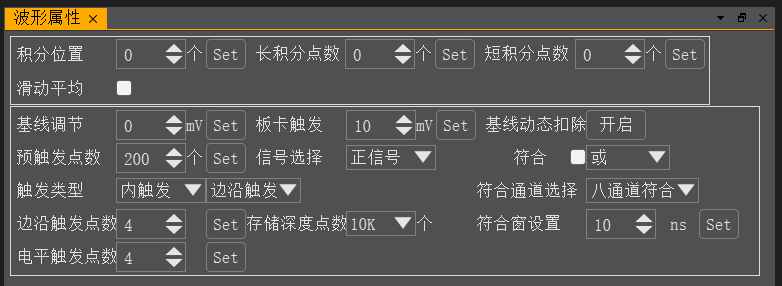 波形属性
积分位置 0 个 Set 长积分点数 0 个 Set 短积分点数 0 个 Set
滑动平均
基线调节 0 mV Set 板卡触发 10 mV Set 基线动态扣除 开启
预触发点数 200 个 Set 信号选择 正信号 符合 或
触发类型 内触发 边沿触发 符合通道选择 八通道符合
边沿触发点数 4 Set 存储深度点数 10K 个 符合窗设置 10 ns Set
电平触发点数 4 Set